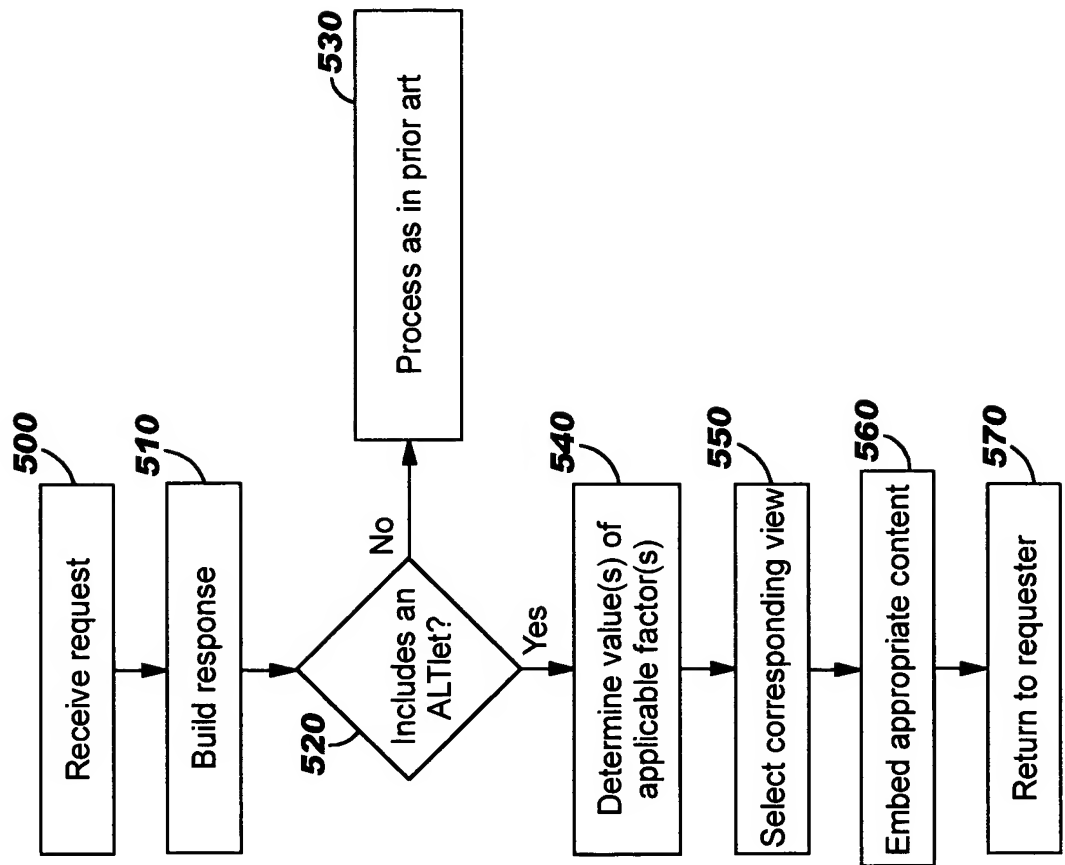 500
Receive request
510
Build response
520
Includes an
ALTlet?
No
530
Process as in prior art
Yes
540
Determine value(s) of
applicable factor(s)
550
Select corresponding view
560
Embed appropriate content
570
Return to requester